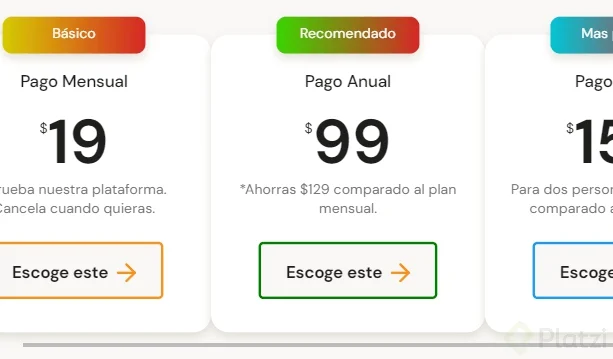 Básico
Pago Mensual
$19
rueba nuestra plataforma.
Cancela cuando quieras.
Escoge este
Recomendado
Pago Anual
$99
*Ahorras $129 comparado al plan
mensual.
Escoge este
Mas
Pago
$15
Para dos person
comparado a
Escoge
Platzi